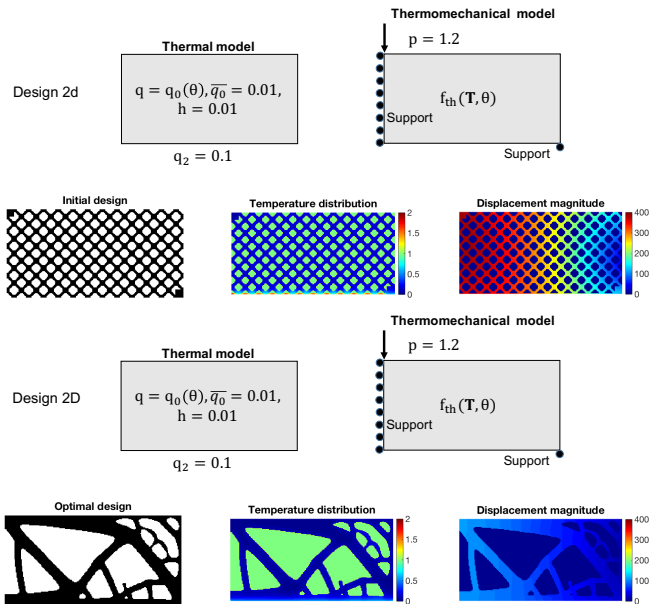 Thermomechanical model
Thermal model
p = 1.2
Design 2d
q = q₀(θ), q̅₀ = 0.01,
h = 0.01
f_th(T,θ)
Support
q₂ = 0.1
Support
Initial design
Temperature distribution
Displacement magnitude
2
1.5
1
0.5
0
400
300
200
100
0
Thermomechanical model
Thermal model
p = 1.2
Design 2D
q = q₀(θ), q̅₀ = 0.01,
h = 0.01
f_th(T,θ)
Support
q₂ = 0.1
Support
Optimal design
Temperature distribution
Displacement magnitude
2
1.5
1
0.5
0
400
300
200
100
0